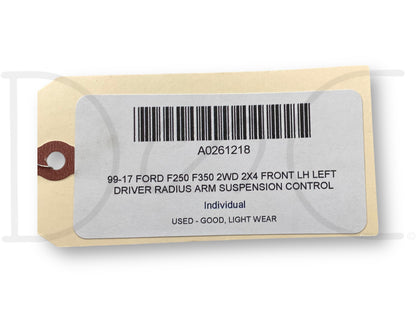 A0261218
99-17 FORD F250 F350 2WD 2X4 FRONT LH LEFT
DRIVER RADIUS ARM SUSPENSION CONTROL
Individual
USED - GOOD, LIGHT WEAR